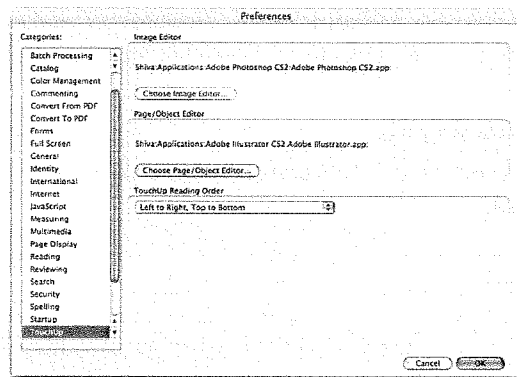 Preferences
Categories:
Batch Processing
Catalog
Color Management
Commenting
Convert From PDF
Convert To PDF
Forms
Full Screen
General
Identity
International
Internet
JavaScript
Measuring
Multimedia
Page Display
Reading
Reviewing
Search
Security
Spelling
Startup
TouchUp
Image Editor
Shiva:Applications:Adobe Photoshop CS2:Adobe Photoshop CS2.app:
Choose Image Editor...
Page/Object Editor
Shiva:Applications:Adobe Illustrator CS2:Adobe Illustrator.app:
Choose Page/Object Editor...
TouchUp Reading Order
Left to Right, Top to Bottom
Cancel
OK